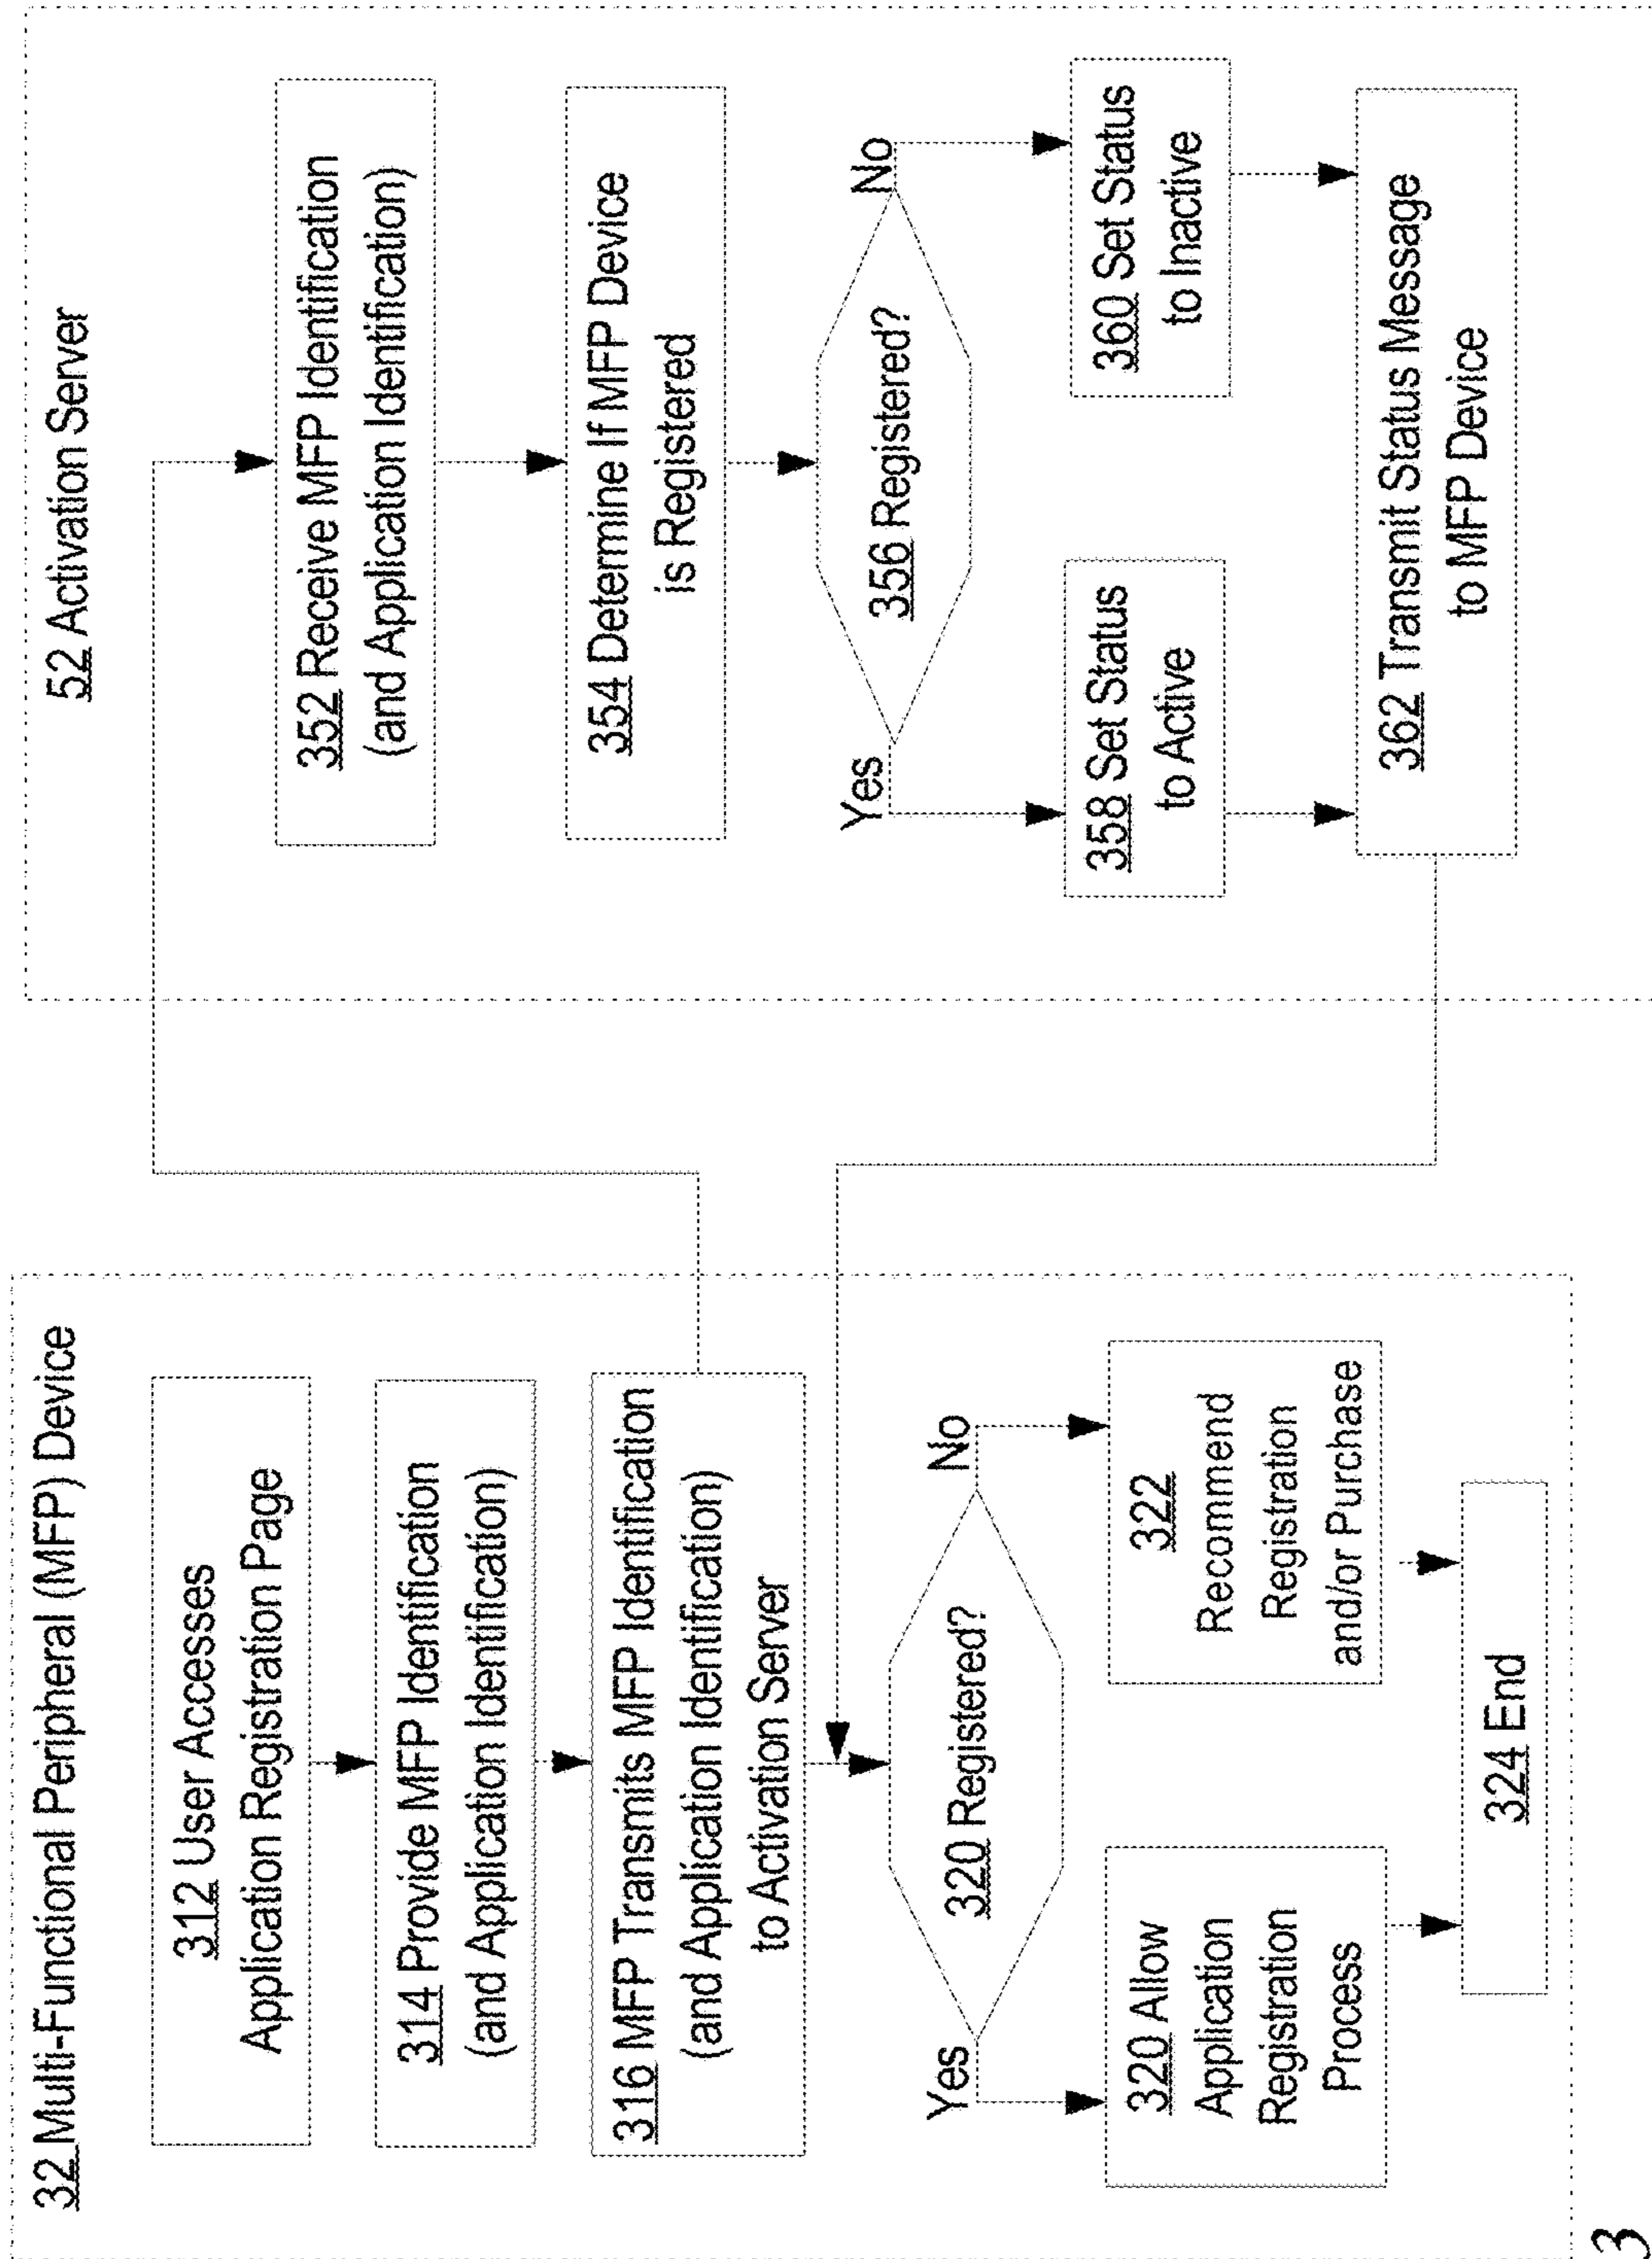 32 Multi-Functional Peripheral (MFP) Device
312 User Accesses
Application Registration Page
314 Provide MFP Identification
(and Application Identification)
316 MFP Transmits MFP Identification
(and Application Identification)
to Activation Server
320 Registered?
Yes
No
320 Allow
Application
Registration
Process
322
Recommend
Registration
and/or Purchase
324 End
52 Activation Server
352 Receive MFP Identification
(and Application Identification)
354 Determine If MFP Device
is Registered
356 Registered?
Yes
No
358 Set Status
to Active
360 Set Status
to Inactive
362 Transmit Status Message
to MFP Device
3